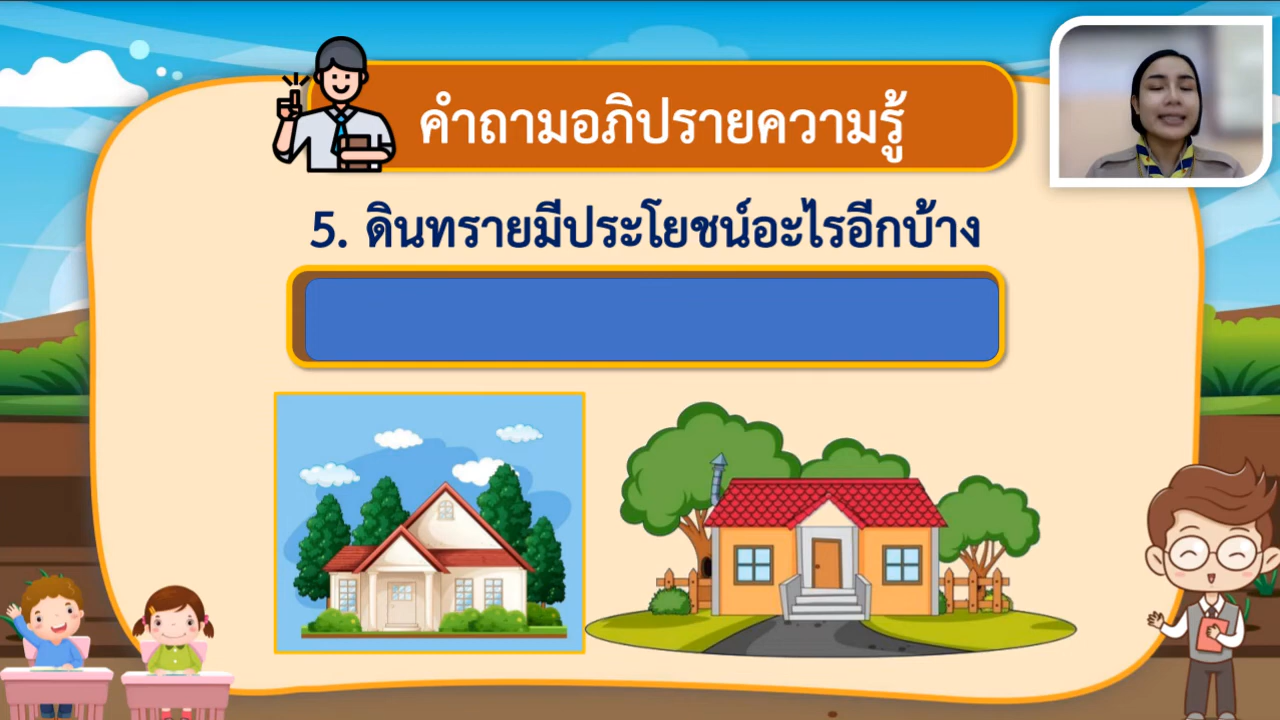 คำถามอภิปรายความรู้
5. ดินทรายมีประโยชน์อะไรอีกบ้าง